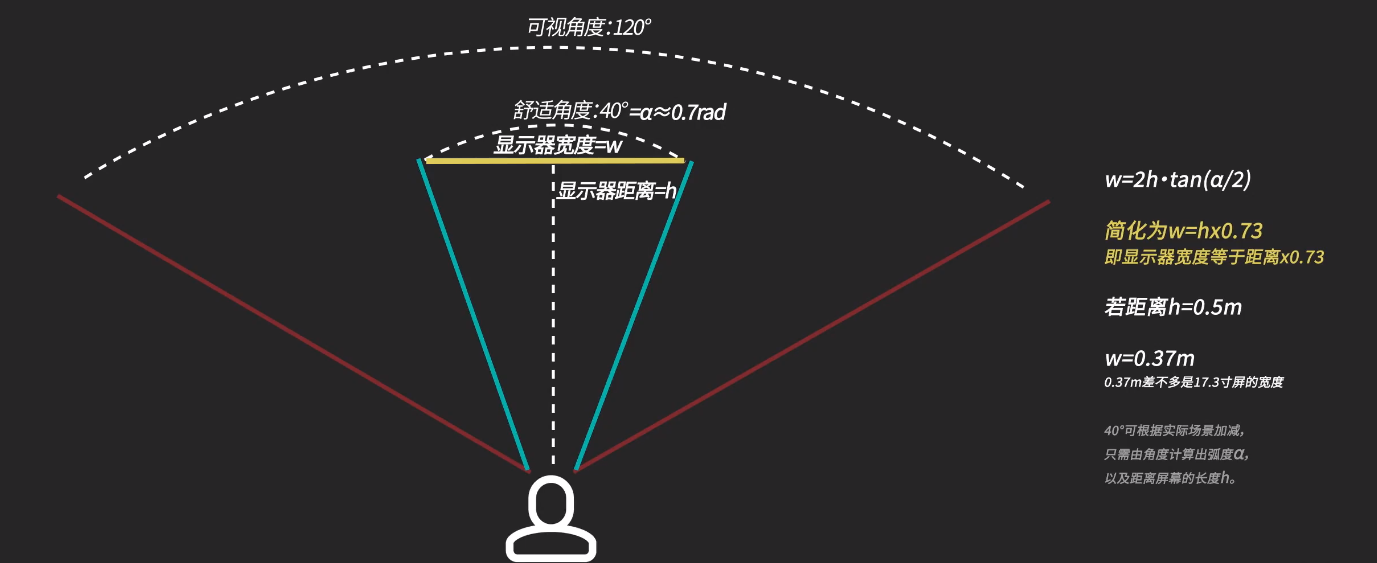 可视角度：120°
舒适角度：40°=α≈0.7rad
显示器宽度=w
显示器距离=h
w=2h·tan(α/2)
简化为w=hx0.73
即显示器宽度等于距离x0.73
若距离h=0.5m
w=0.37m
0.37m差不多是17.3寸屏的宽度
40°可根据实际场景加减，
只需由角度计算出弧度α，
以及距离屏幕的长度h。